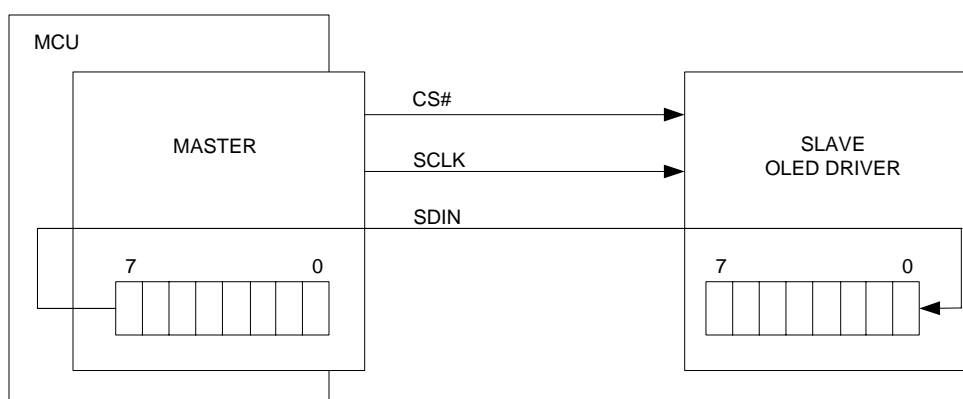 MCU
MASTER
CS#
SCLK
SDIN
SLAVE
OLED DRIVER
7 0
7 0